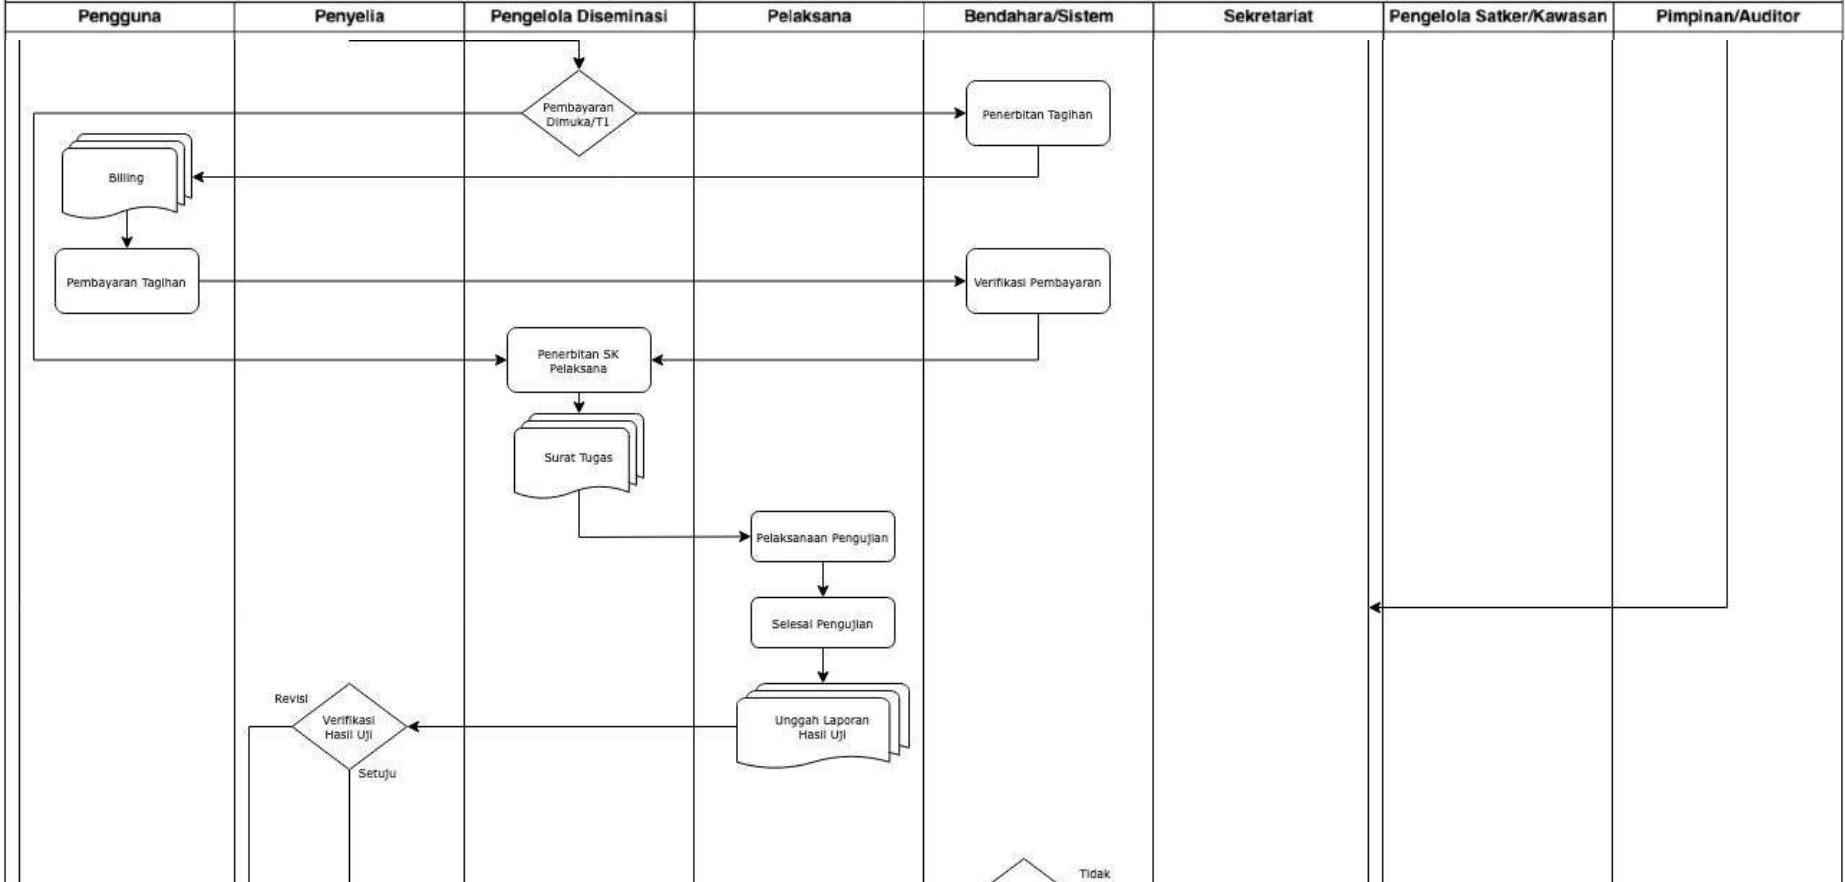 Pengguna
Penyelia
Pengelola Diseminasi
Pelaksana
Bendahara/Sistem
Sekretariat
Pengelola Satker/Kawasan
Pimpinan/Auditor
Pembayaran
Dimuka/T1
Penerbitan Tagihan
Billing
Pembayaran Tagihan
Verifikasi Pembayaran
Penerbitan SK
Pelaksana
Surat Tugas
Pelaksanaan Pengujian
Selesai Pengujian
Revisi
Verifikasi
Hasil Uji
Unggah Laporan
Hasil Uji
Setuju
Tidak